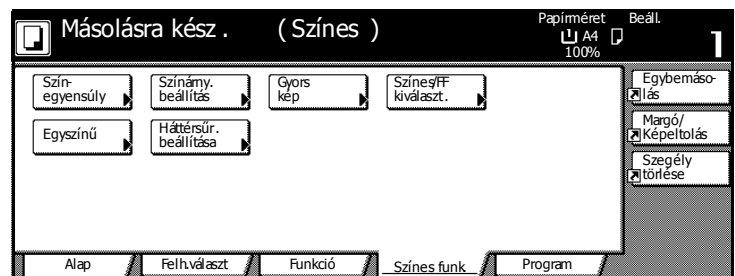 Másolásra kész . ( Színes )
Papírméret
A4
100%
Beáll.
1
Szín-
egyensúly
Színárny.
beállítás
Gyors
kép
Színes/FF
kiválaszt.
Egyszínű
Háttérsűr.
beállítása
Egybemáso-
lás
Margó/
Képeltolás
Szegély
törlése
Alap
Felh.választ
Funkció
Színes funk.
Program